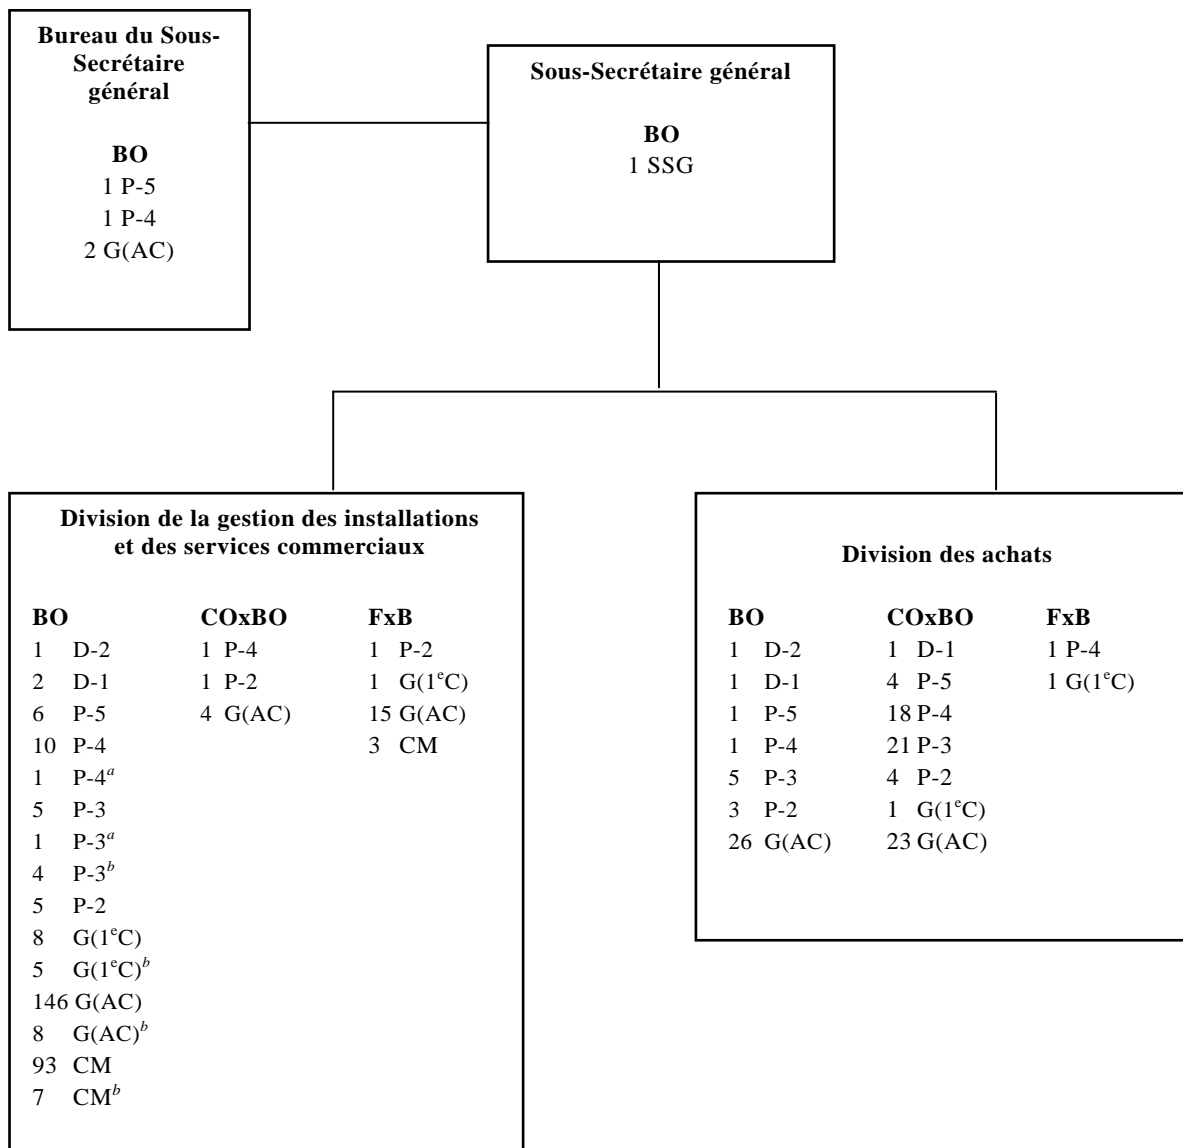 Bureau du Sous-
Secrétaire
général
BO
1 P-5
1 P-4
2 G(AC)
Sous-Secrétaire général
BO
1 SSG
Division de la gestion des installations
et des services commerciaux
BO COxBO FxB
1 D-2 1 P-4 1 P-2
2 D-1 1 P-2 1 G(1ᵉC)
6 P-5 4 G(AC) 15 G(AC)
10 P-4 3 CM
1 P-4ᵃ
5 P-3
1 P-3ᵃ
4 P-3ᵇ
5 P-2
8 G(1ᵉC)
5 G(1ᵉC)ᵇ
146 G(AC)
8 G(AC)ᵇ
93 CM
7 CMᵇ
Division des achats
BO COxBO FxB
1 D-2 1 D-1 1 P-4
1 D-1 4 P-5 1 G(1ᵉC)
1 P-5 18 P-4
1 P-4 21 P-3
5 P-3 4 P-2
3 P-2 1 G(1ᵉC)
26 G(AC) 23 G(AC)